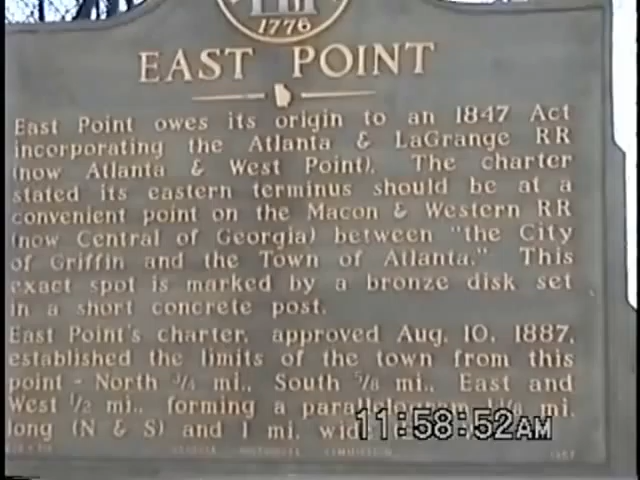 1776
EAST POINT
East Point owes its origin to an 1847 Act
incorporating the Atlanta & LaGrange RR
(now Atlanta & West Point). The charter
stated its eastern terminus should be at a
convenient point on the Macon & Western RR
(now Central of Georgia) between "the City
of Griffin and the Town of Atlanta." This
exact spot is marked by a bronze disk set
in a short concrete post.
East Point's charter, approved Aug. 10, 1887,
established the limits of the town from this
point - North 3/4 mi., South 5/8 mi., East and
West 1/2 mi., forming a parallelogram mi.
long (N & S) and 1 mi. wide
11:58:52AM